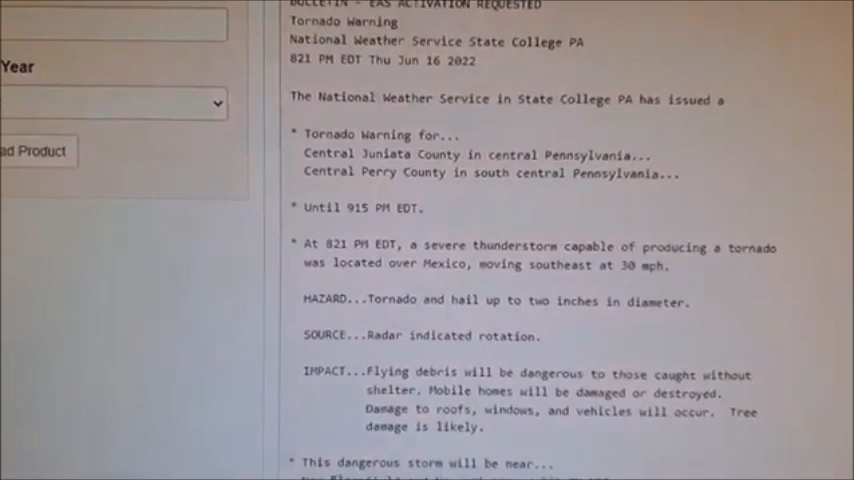 Year
ad Product
BULLETIN - EAS ACTIVATION REQUESTED
Tornado Warning
National Weather Service State College PA
821 PM EDT Thu Jun 16 2022
The National Weather Service in State College PA has issued a
* Tornado Warning for...
Central Juniata County in central Pennsylvania...
Central Perry County in south central Pennsylvania...
* Until 915 PM EDT.
* At 821 PM EDT, a severe thunderstorm capable of producing a tornado
was located over Mexico, moving southeast at 30 mph.
HAZARD...Tornado and hail up to two inches in diameter.
SOURCE...Radar indicated rotation.
IMPACT...Flying debris will be dangerous to those caught without
shelter. Mobile homes will be damaged or destroyed.
Damage to roofs, windows, and vehicles will occur. Tree
damage is likely.
* This dangerous storm will be near...